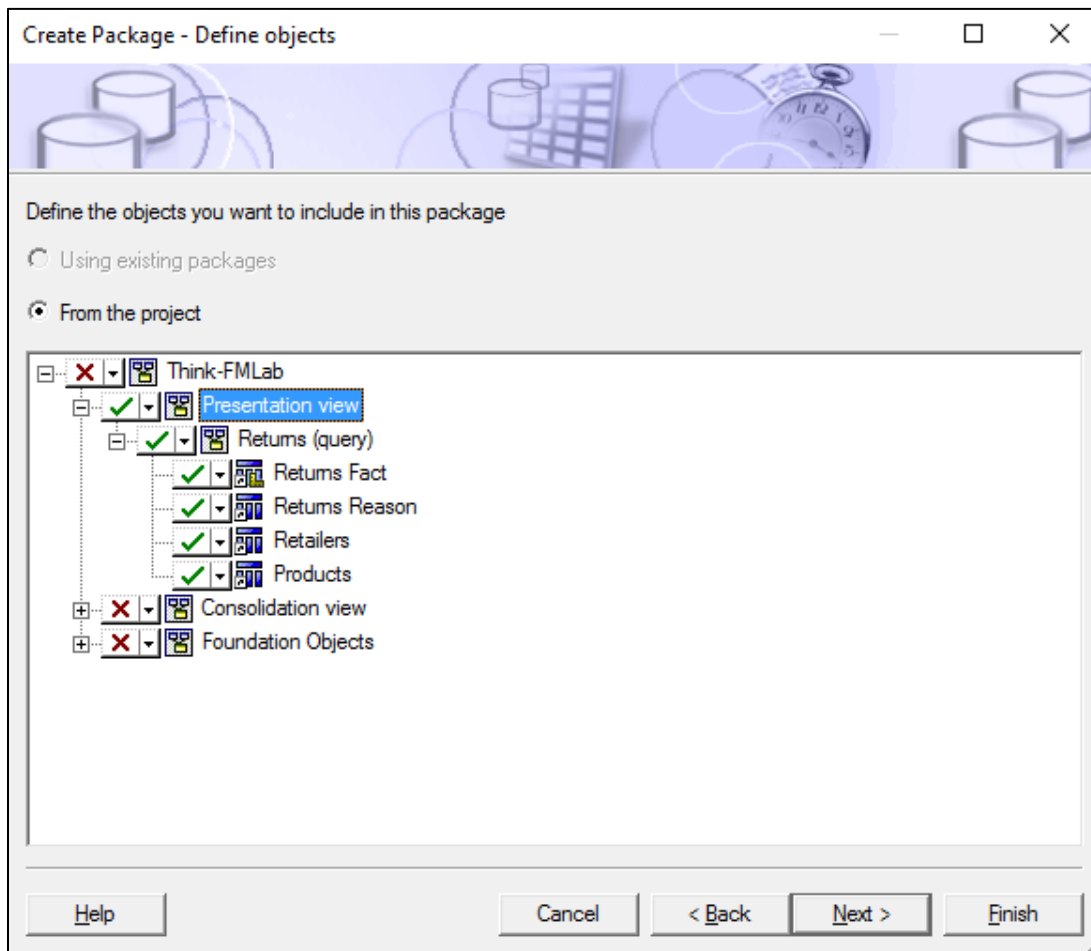 Create Package - Define objects
Define the objects you want to include in this package
Using existing packages
From the project
Think-FMLab
Presentation view
Returns (query)
Returns Fact
Returns Reason
Retailers
Products
Consolidation view
Foundation Objects
Help Cancel < Back Next > Finish